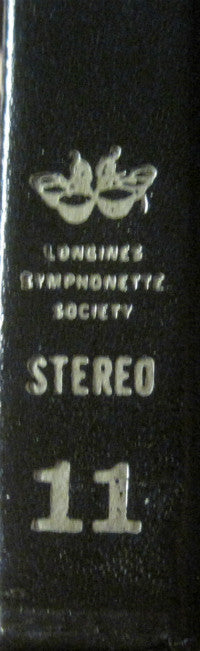 LONGINES
SYMPHONETTE
SOCIETY
STEREO
11